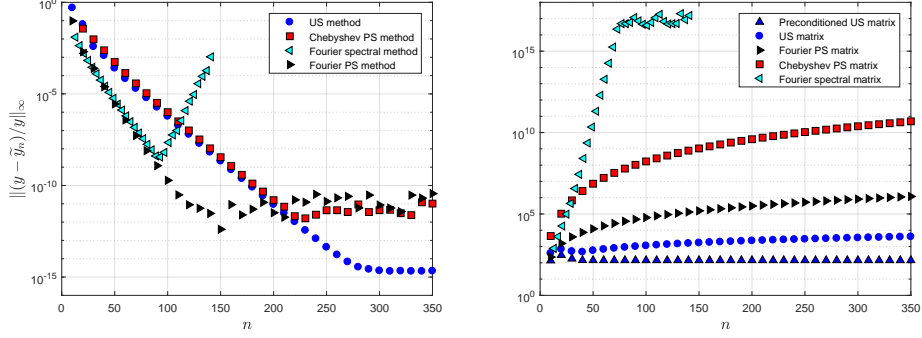 10^0
10^-5
10^-10
10^-15
‖(y − ỹ_n)/y‖_∞
0 50 100 150 200 250 300 350
n
US method
Chebyshev PS method
Fourier spectral method
Fourier PS method
10^15
10^10
10^5
10^0
0 50 100 150 200 250 300 350
n
Preconditioned US matrix
US matrix
Fourier PS matrix
Chebyshev PS matrix
Fourier spectral matrix